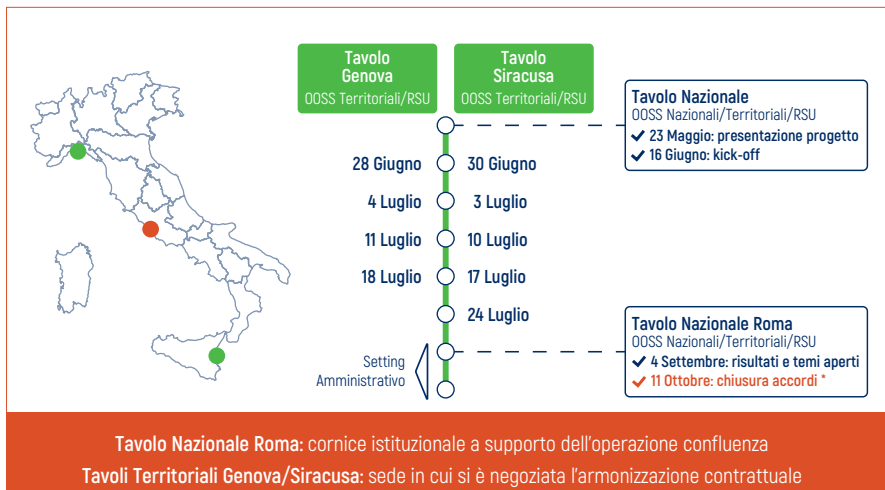 Tavolo
Genova
OOSS Territoriali/RSU
Tavolo
Siracusa
OOSS Territoriali/RSU
Tavolo Nazionale
OOSS Nazionali/Territoriali/RSU
✓ 23 Maggio: presentazione progetto
✓ 16 Giugno: kick-off
28 Giugno
30 Giugno
4 Luglio
3 Luglio
11 Luglio
10 Luglio
18 Luglio
17 Luglio
24 Luglio
Setting
Amministrativo
Tavolo Nazionale Roma
OOSS Nazionali/Territoriali/RSU
✓ 4 Settembre: risultati e temi aperti
✓ 11 Ottobre: chiusura accordi *
Tavolo Nazionale Roma: cornice istituzionale a supporto dell'operazione confluenza
Tavoli Territoriali Genova/Siracusa: sede in cui si è negoziata l'armonizzazione contrattuale